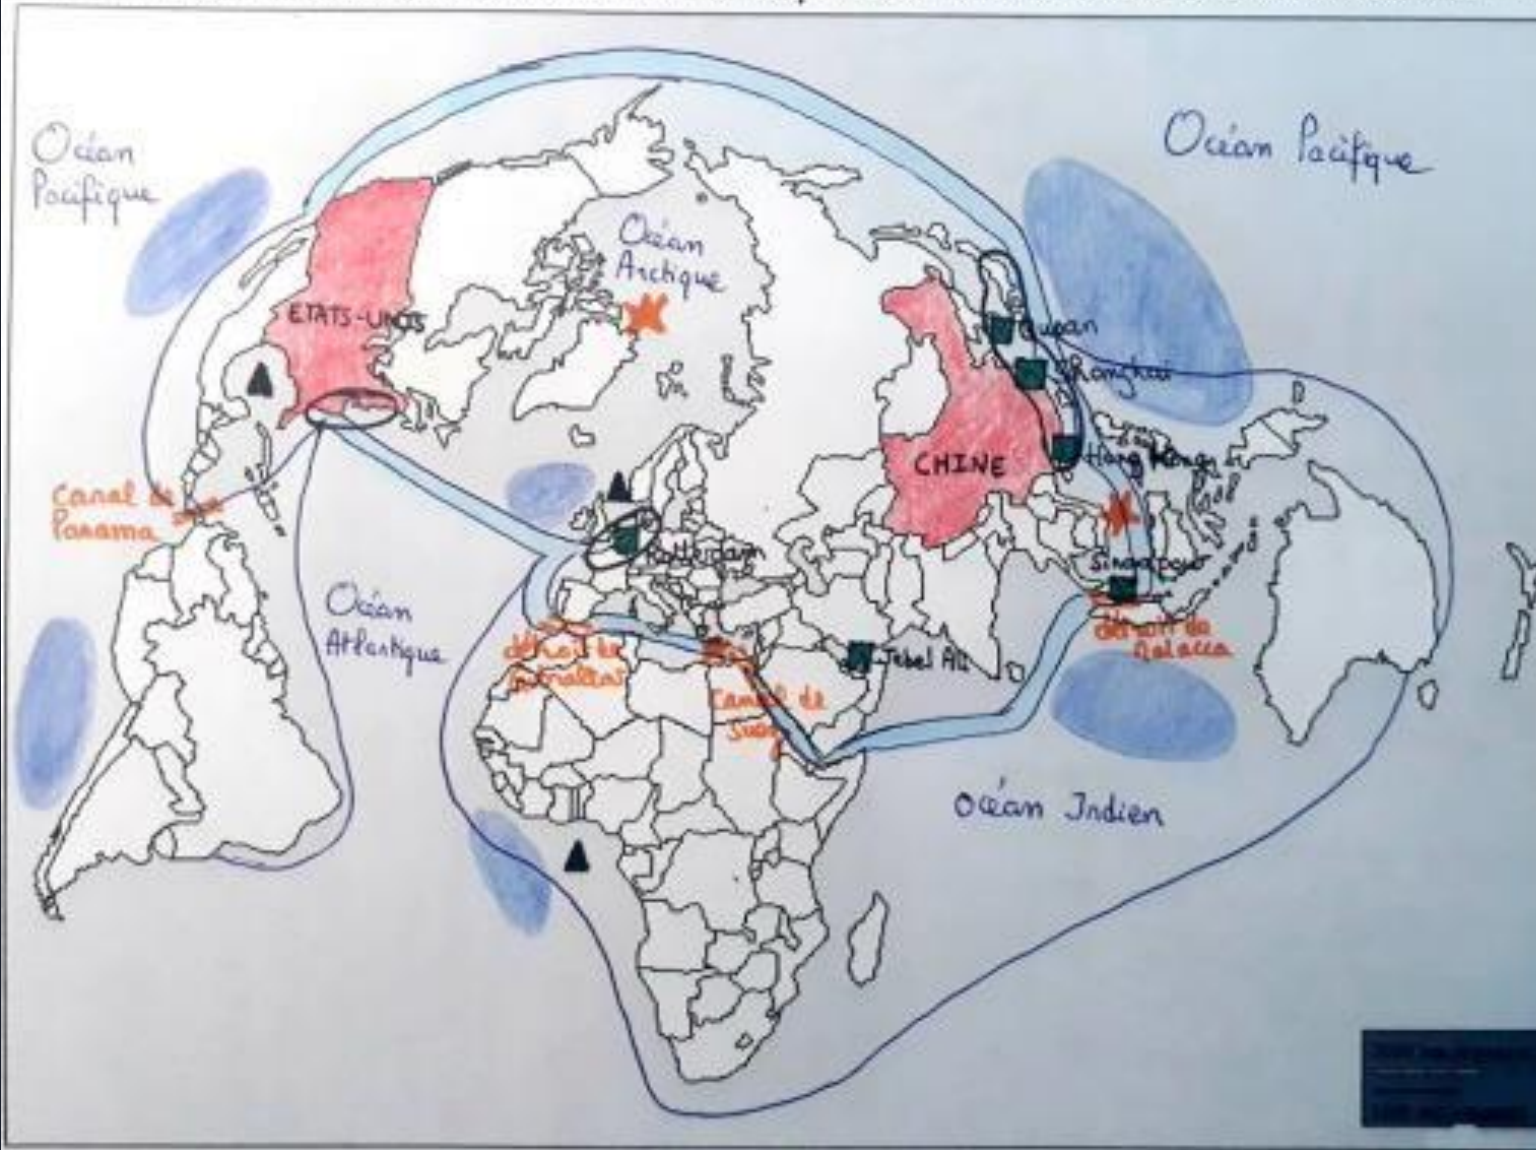 Océan
Pacifique
Océan Pacifique
Océan
Arctique
ETATS-UNIS
Busan
Shanghai
CHINE
Hong Kong
Canal de
Panama
Rotterdam
Singapour
Océan
Atlantique
détroit de
Gibraltar
détroit de
Malacca
Jebel Ali
Canal de
Suez
Océan Indien